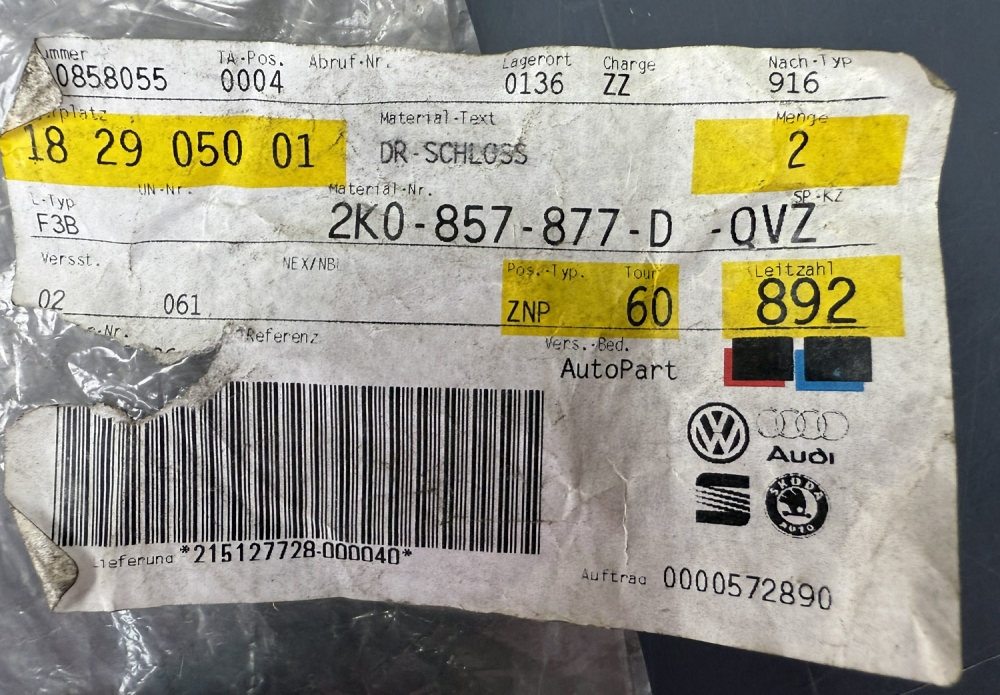 TA-Pos. Abruf-Nr. Lagerort Charge Nach-Typ
0858055 0004 0136 ZZ 916
Material-Text Menge
18 29 050 01 DR-SCHLOSS 2
UN-Nr. Material-Nr. SP-KZ
L-Typ
F3B 2K0-857-877-D -QVZ
Versst. NEX/NBL Pos.-Typ. Tour Leitzahl
02 061 ZNP 60 892
Referenz Vers.-Bed.
AutoPart
Audi
ŠKODA
AUTO
*215127728-000040*
Auftrag 0000572890